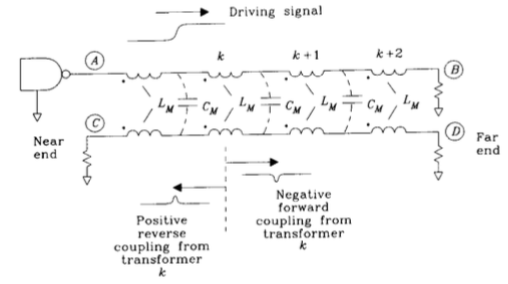 Driving signal
A
k
k+1
k+2
B
L_M
C_M
L_M
C_M
L_M
C_M
L_M
C
D
Near
end
Far
end
Positive
reverse
coupling from
transformer
k
Negative
forward
coupling from
transformer
k